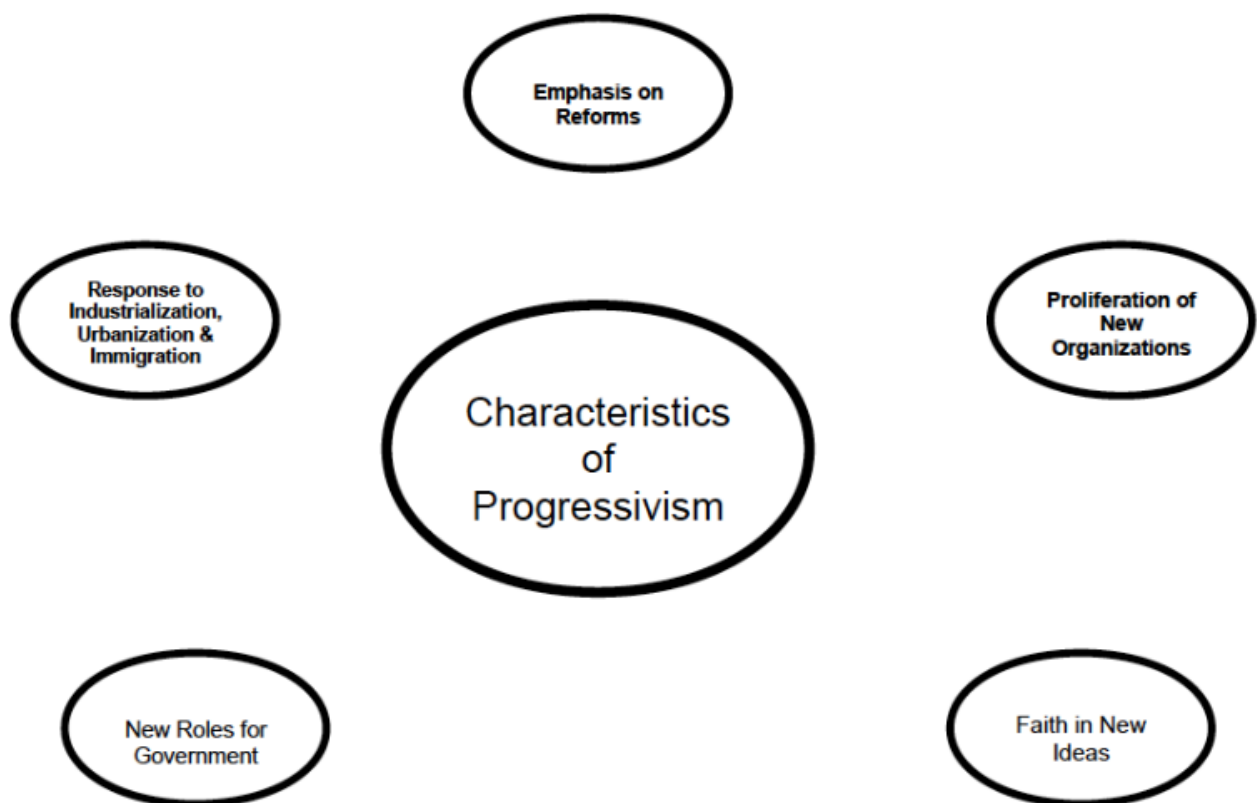 Emphasis on
Reforms
Response to
Industrialization,
Urbanization &
Immigration
Proliferation of
New
Organizations
Characteristics
of
Progressivism
New Roles for
Government
Faith in New
Ideas